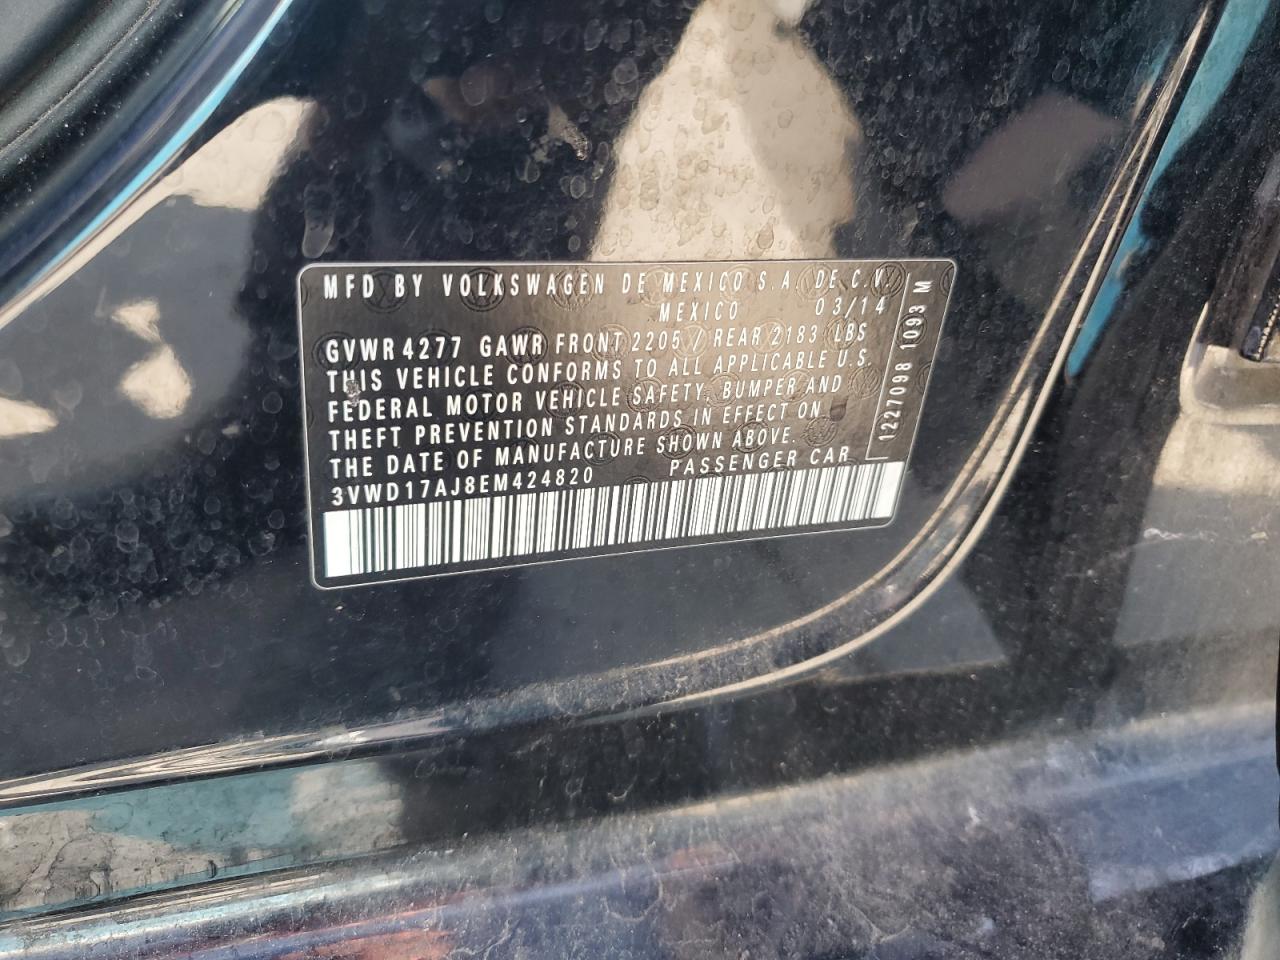 MFD BY VOLKSWAGEN DE MEXICO S.A. DE C.V.
MEXICO 03/14
GVWR 4277 GAWR FRONT 2205 / REAR 2183 LBS
THIS VEHICLE CONFORMS TO ALL APPLICABLE U.S.
FEDERAL MOTOR VEHICLE SAFETY, BUMPER AND
THEFT PREVENTION STANDARDS IN EFFECT ON
THE DATE OF MANUFACTURE SHOWN ABOVE.
3VWD17AJ8EM424820 PASSENGER CAR
1227098 1093 M